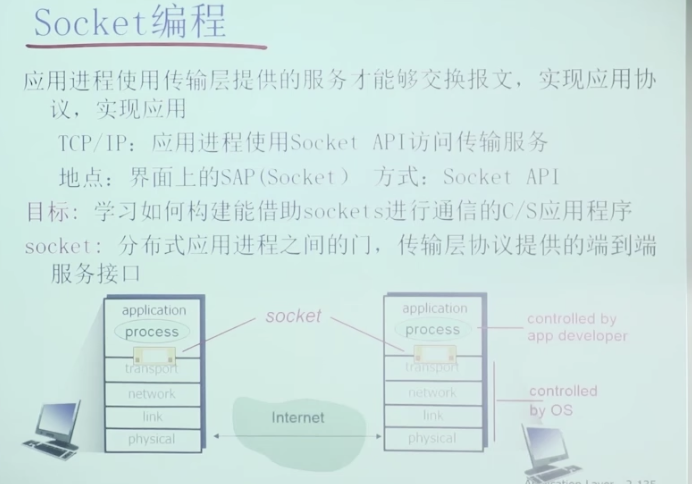 Socket编程
应用进程使用传输层提供的服务才能够交换报文，实现应用协
议，实现应用
TCP/IP：应用进程使用Socket API访问传输服务
地点：界面上的SAP(Socket） 方式：Socket API
目标：学习如何构建能借助sockets进行通信的C/S应用程序
socket：分布式应用进程之间的门，传输层协议提供的端到端
服务接口
application
process
transport
network
link
physical
socket
Internet
application
process
transport
network
link
physical
controlled by
app developer
controlled
by OS
Application Layer 2-125